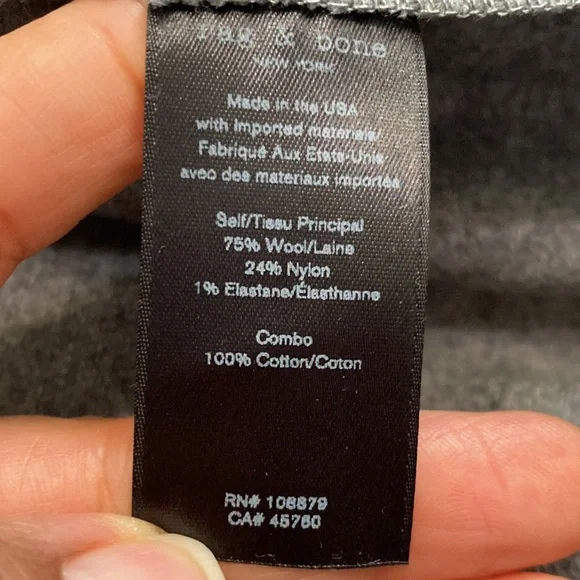 rag & bone
NEW YORK
Made in the USA
with imported materials/
Fabriqué Aux Etats-Unis
avec des materiaux importés
Self/Tissu Principal
75% Wool/Laine
24% Nylon
1% Elastane/Élasthanne
Combo
100% Cotton/Coton
RN# 108879
CA# 45760